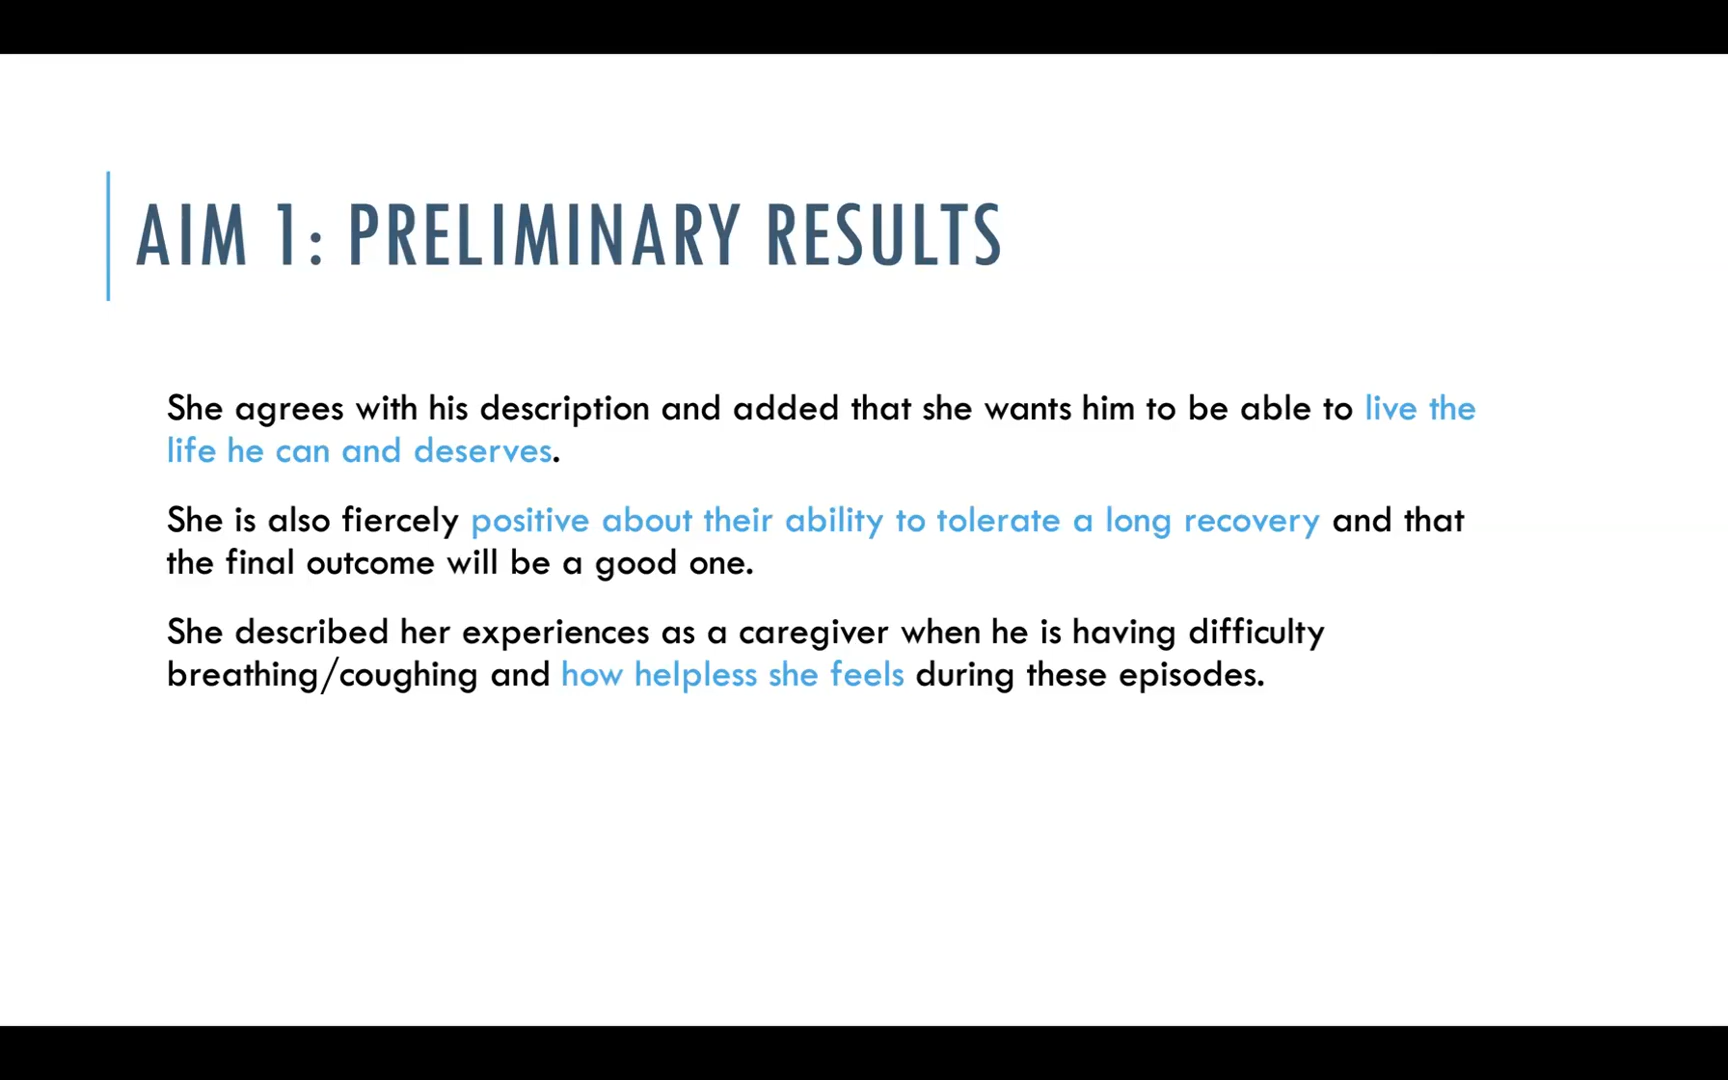 AIM 1: PRELIMINARY RESULTS
She agrees with his description and added that she wants him to be able to live the
life he can and deserves.
She is also fiercely positive about their ability to tolerate a long recovery and that
the final outcome will be a good one.
She described her experiences as a caregiver when he is having difficulty
breathing/coughing and how helpless she feels during these episodes.